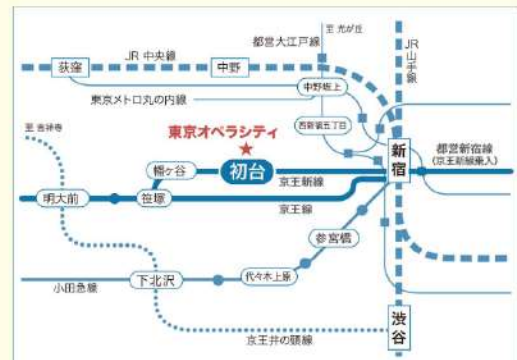 至 光が丘
都営大江戸線
JR 中央線
JR山手線
荻窪
中野
東京メトロ丸の内線
中野坂上
至 吉祥寺
東京オペラシティ
西新宿五丁目
新宿
都営新宿線
(京王新線乗入)
幡ヶ谷
初台
京王新線
明大前
笹塚
京王線
参宮橋
下北沢
代々木上原
小田急線
渋谷
京王井の頭線